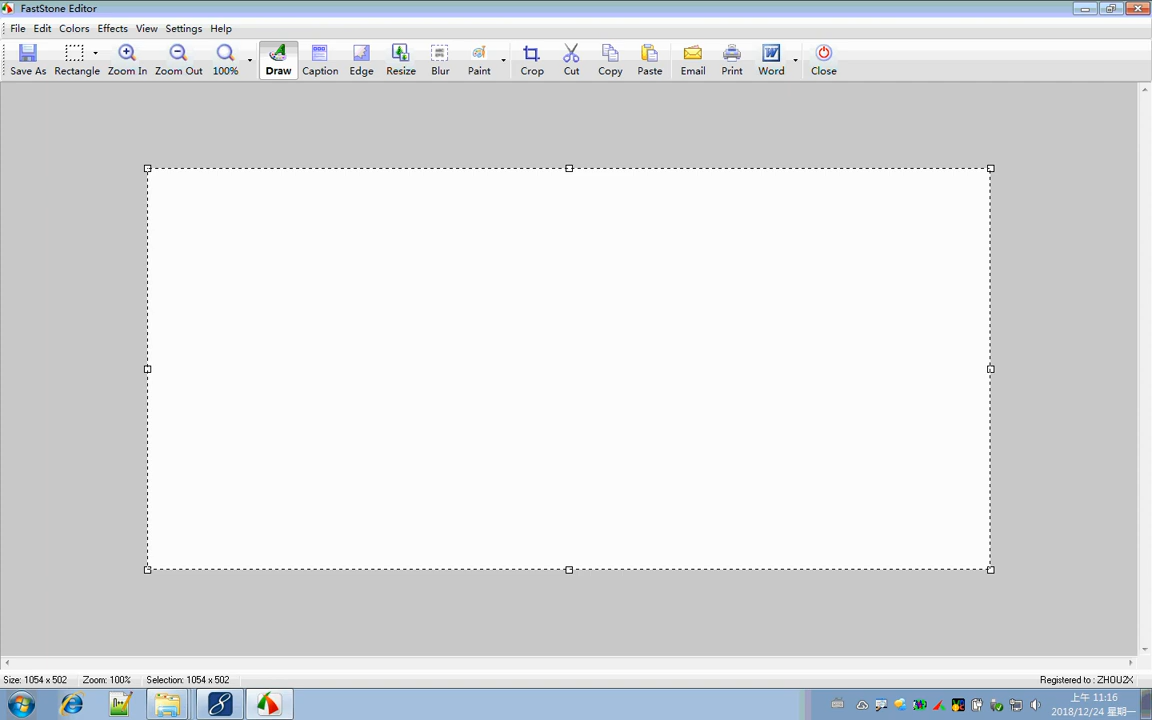 FastStone Editor
File Edit Colors Effects View Settings Help
Save As Rectangle Zoom In Zoom Out 100% Draw Caption Edge Resize Blur Paint Crop Cut Copy Paste Email Print Word Close
Size: 1054 x 502 Zoom: 100% Selection: 1054 x 502 Registered to : ZHOUZX
上午 11:16
2018/12/24 星期一